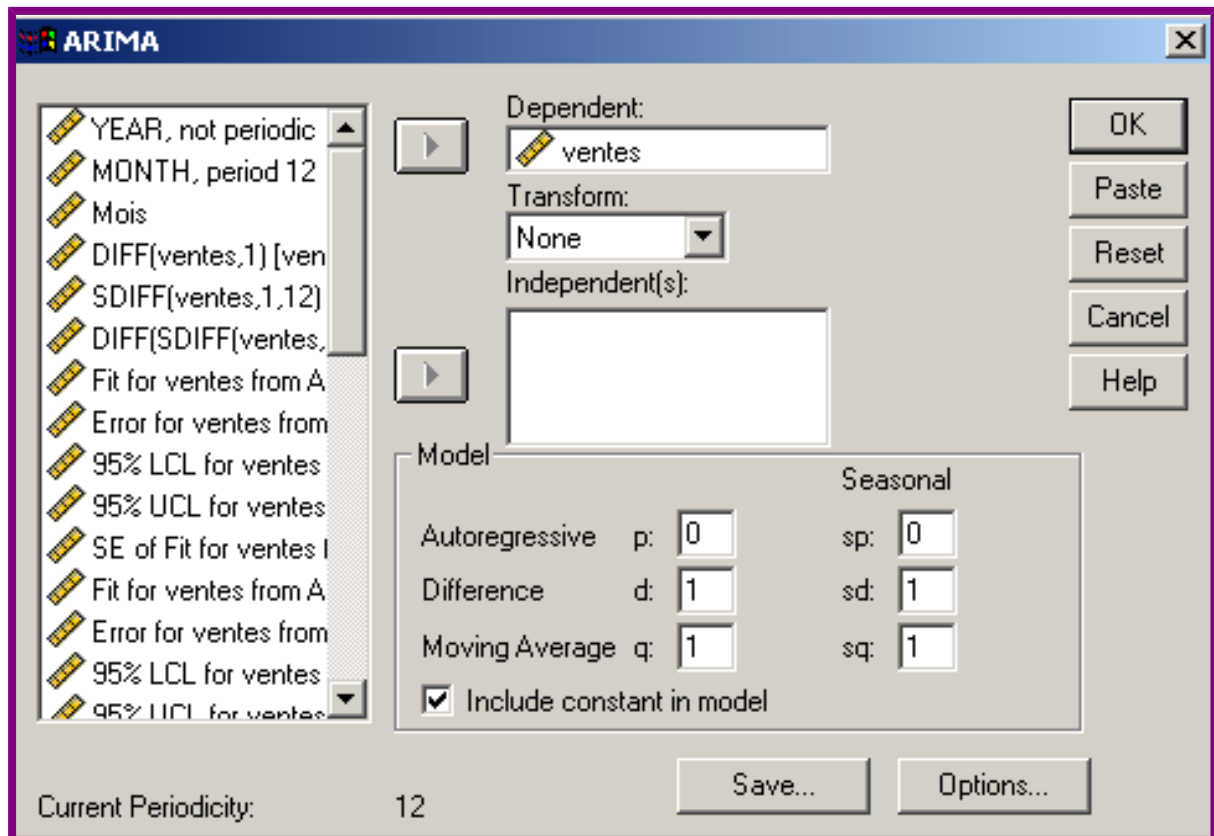 ARIMA
YEAR, not periodic
MONTH, period 12
Mois
DIFF(ventes,1) [ven
SDIFF(ventes,1,12)
DIFF(SDIFF(ventes,
Fit for ventes from A
Error for ventes from
95% LCL for ventes
95% UCL for ventes
SE of Fit for ventes
Fit for ventes from A
Error for ventes from
95% LCL for ventes
95% UCL for ventes
Dependent:
ventes
Transform:
None
Independent(s):
Model
Seasonal
Autoregressive p: 0 sp: 0
Difference d: 1 sd: 1
Moving Average q: 1 sq: 1
Include constant in model
OK
Paste
Reset
Cancel
Help
Save...
Options...
Current Periodicity: 12